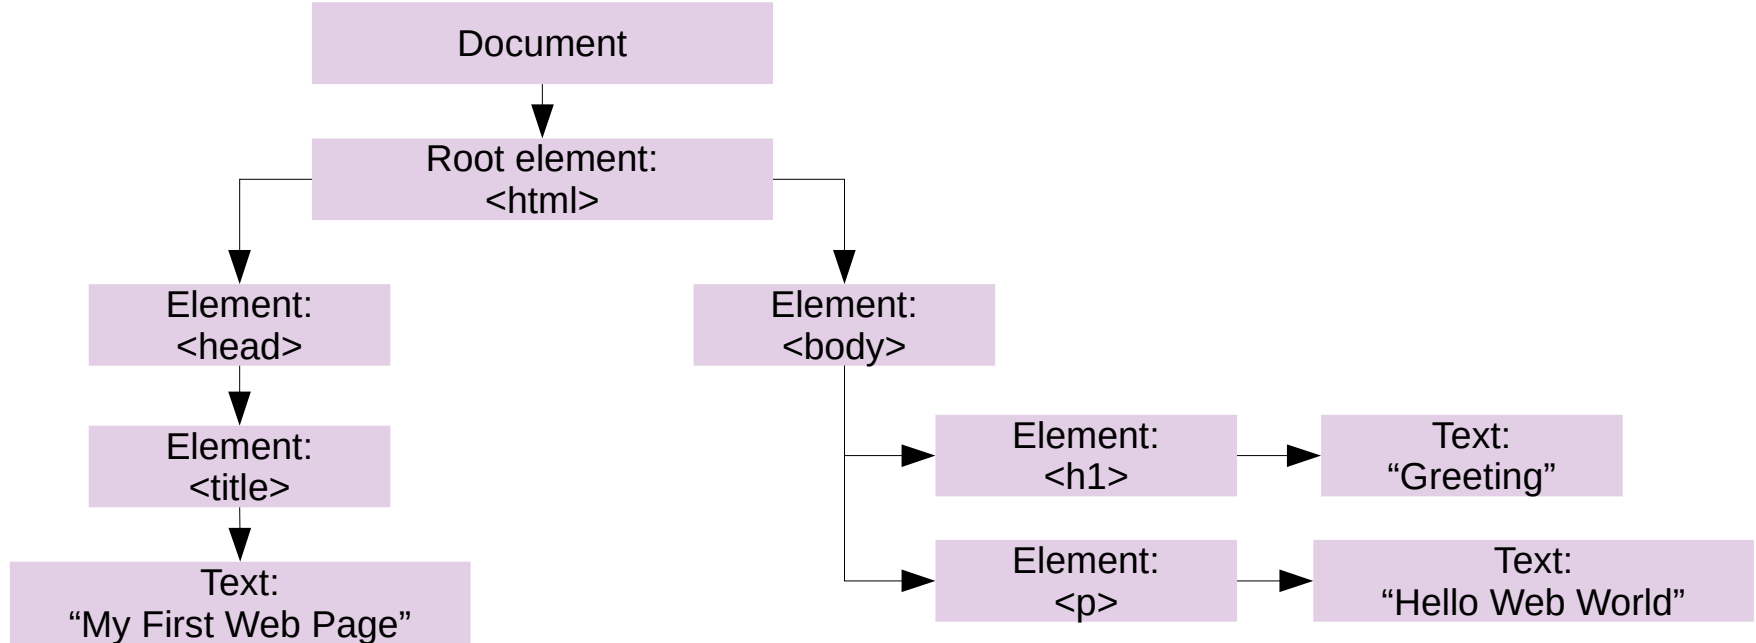 Document
Root element:
<html>
Element:
<head>
Element:
<body>
Element:
<title>
Text:
“My First Web Page”
Element:
<h1>
Text:
“Greeting”
Element:
<p>
Text:
“Hello Web World”